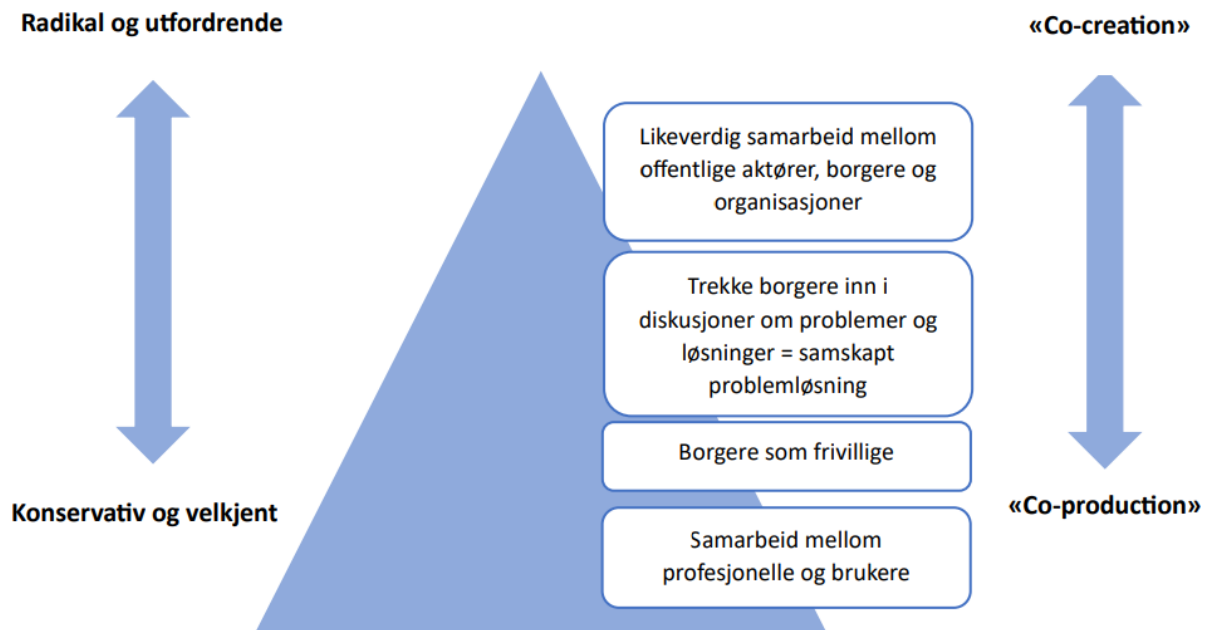 Radikal og utfordrende
«Co-creation»
Likeverdig samarbeid mellom
offentlige aktører, borgere og
organisasjoner
Trekke borgere inn i
diskusjoner om problemer og
løsninger = samskapt
problemløsning
Borgere som frivillige
Konservativ og velkjent
«Co-production»
Samarbeid mellom
profesjonelle og brukere